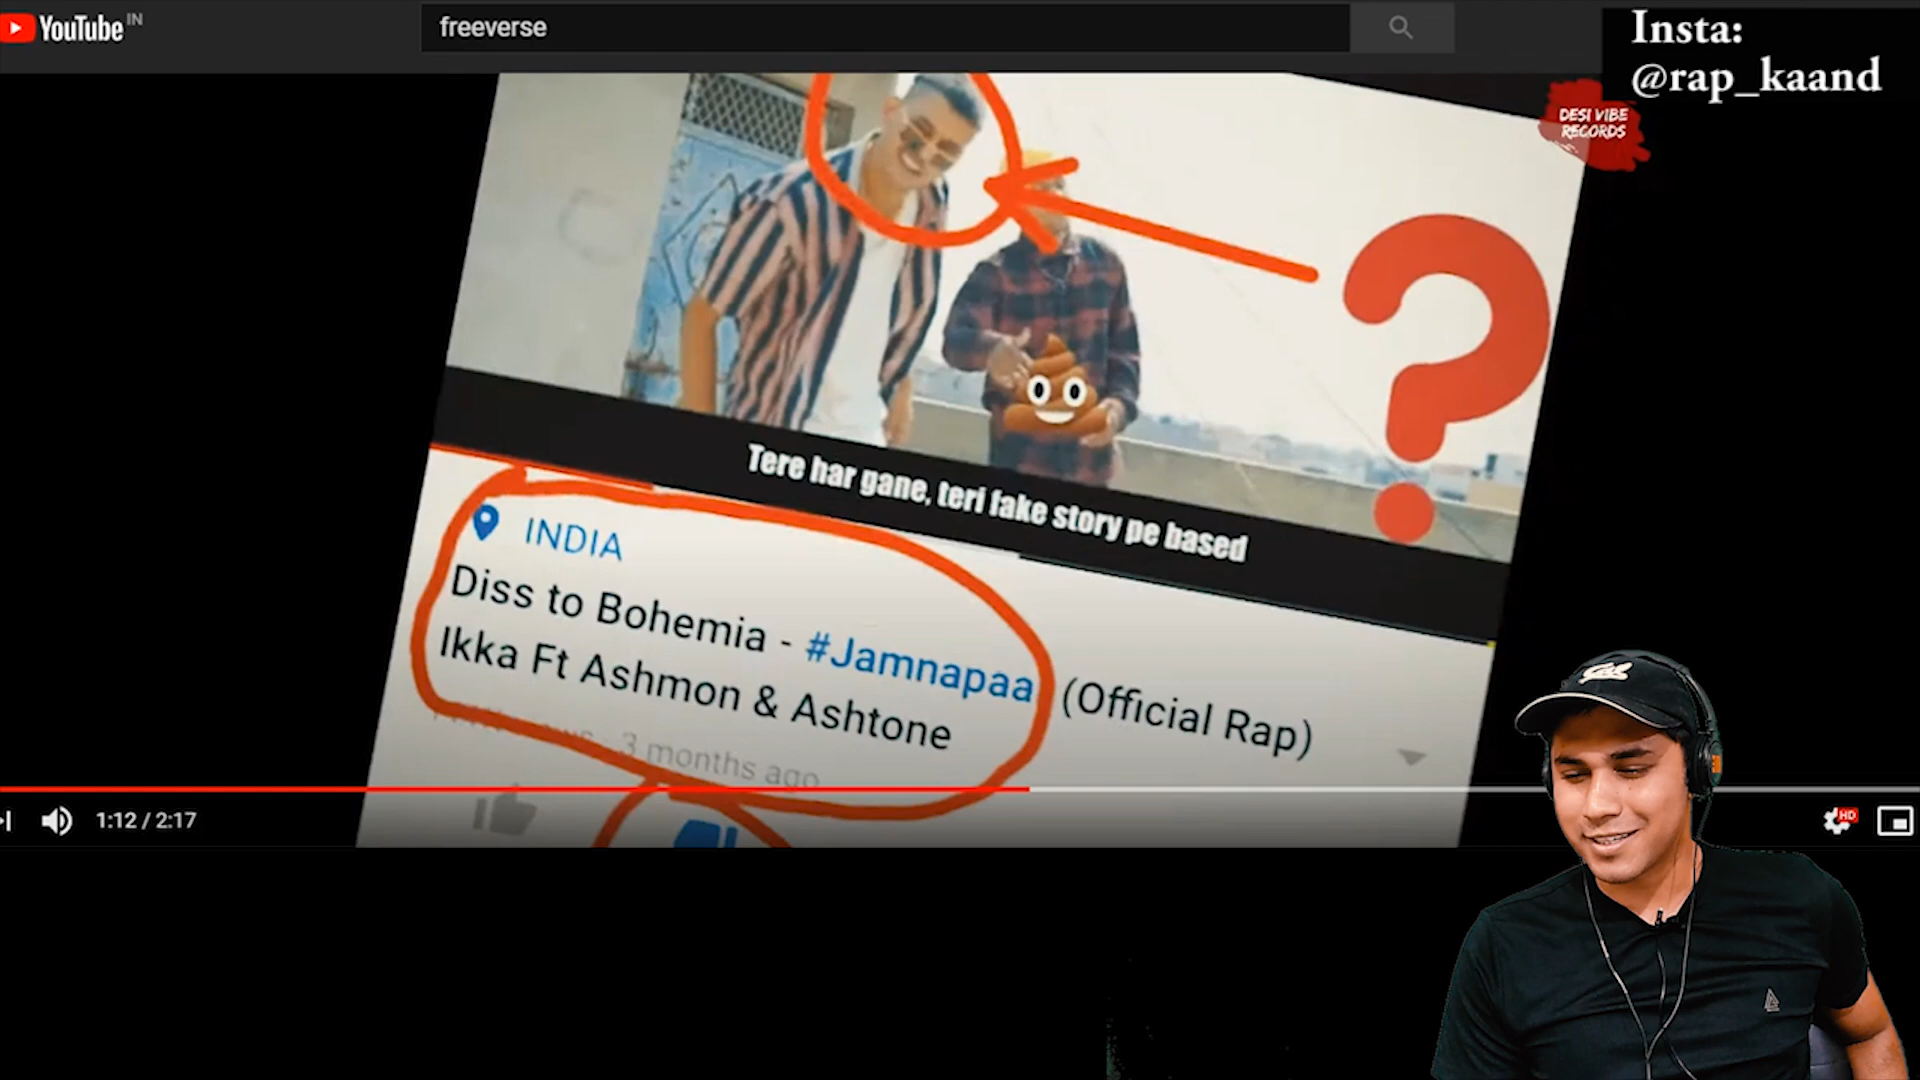 YouTube IN
freeverse
Insta:
@rap_kaand
DESI VIBE
RECORDS
Tere har gane, teri fake story pe based
INDIA
Diss to Bohemia - #Jamnapaa (Official Rap)
Ikka Ft Ashmon & Ashtone
3 months ago
1:12 / 2:17
HD